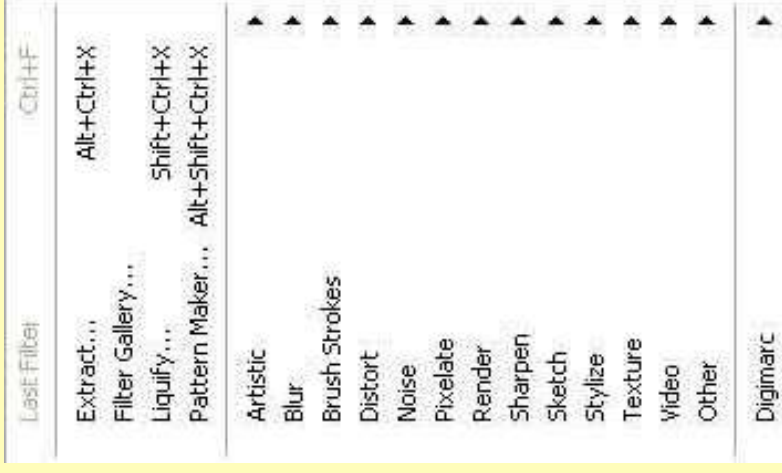 Last Filter Ctrl+F
Extract... Alt+Ctrl+X
Filter Gallery...
Liquify... Shift+Ctrl+X
Pattern Maker... Alt+Shift+Ctrl+X
Artistic
Blur
Brush Strokes
Distort
Noise
Pixelate
Render
Sharpen
Sketch
Stylize
Texture
Video
Other
Digimarc